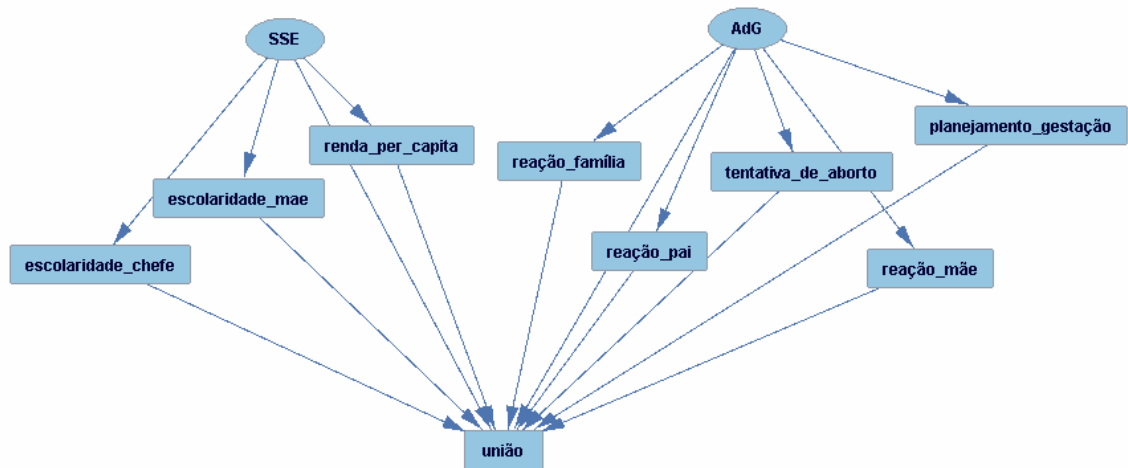 SSE
AdG
renda_per_capita
reação_família
planejamento_gestação
escolaridade_mae
tentativa_de_aborto
escolaridade_chefe
reação_pai
reação_mãe
união